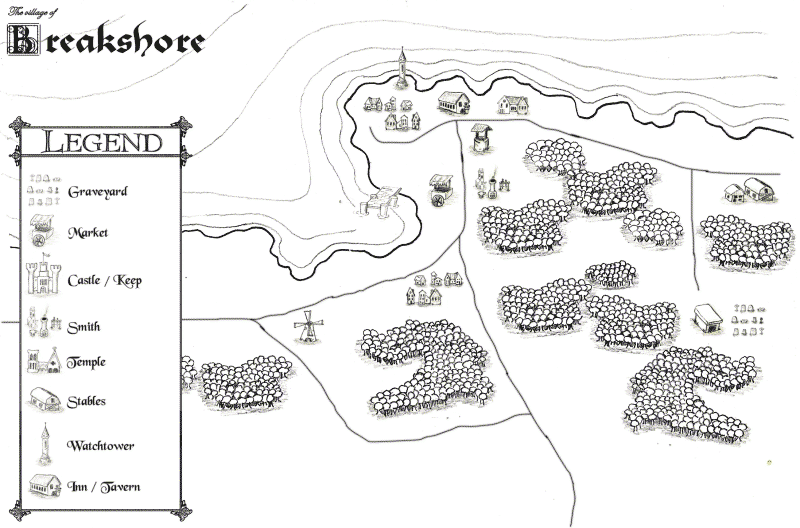 The village of
Breakshore
LEGEND
Graveyard
Market
Castle / Keep
Smith
Temple
Stables
Watchtower
Inn / Tavern